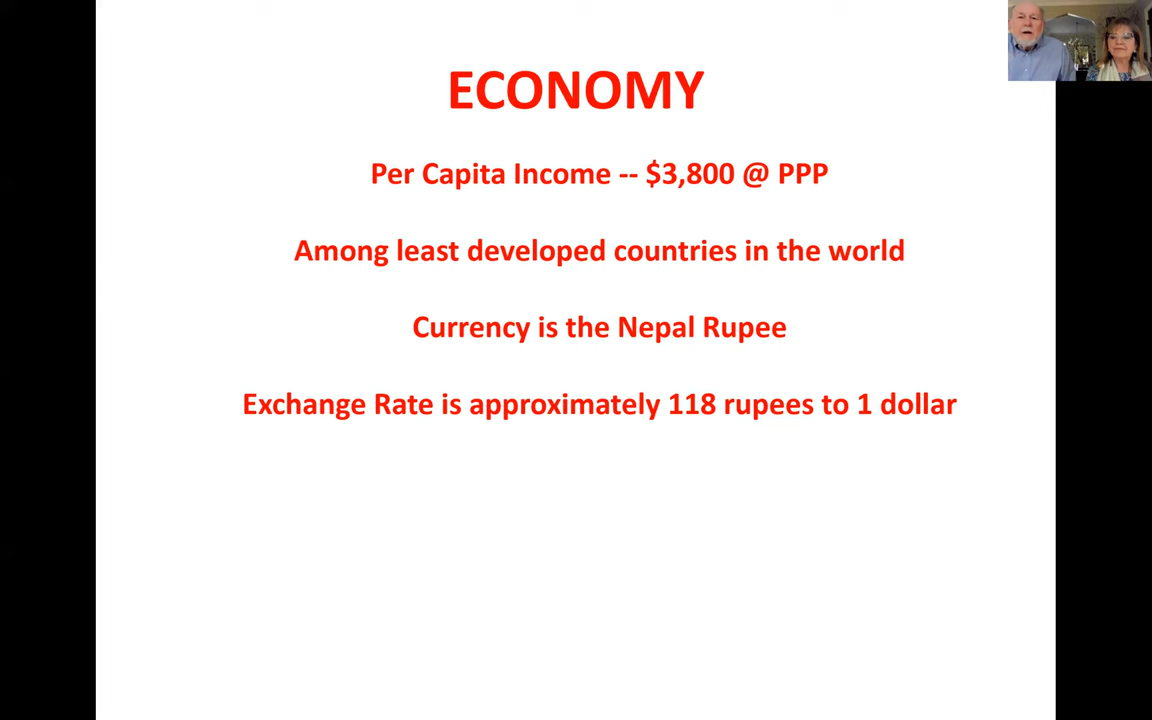 ECONOMY
Per Capita Income -- $3,800 @ PPP
Among least developed countries in the world
Currency is the Nepal Rupee
Exchange Rate is approximately 118 rupees to 1 dollar